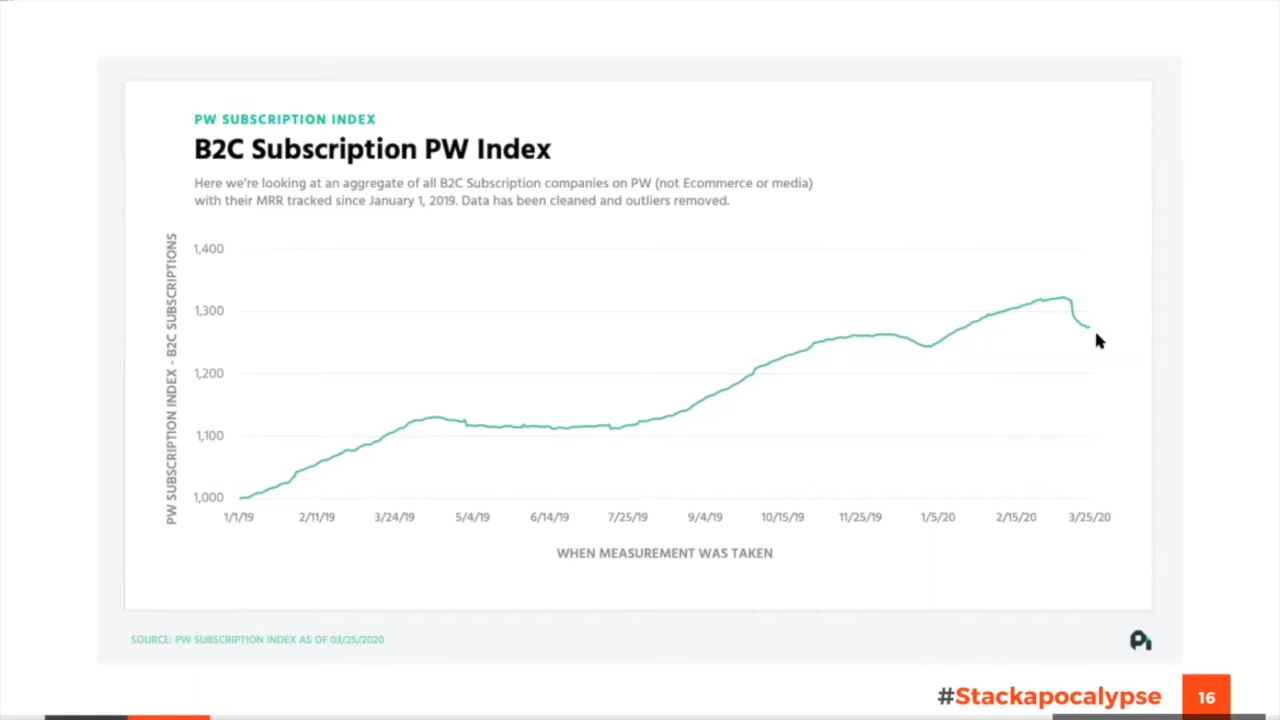 PW SUBSCRIPTION INDEX
B2C Subscription PW Index
Here we're looking at an aggregate of all B2C Subscription companies on PW (not Ecommerce or media)
with their MRR tracked since January 1, 2019. Data has been cleaned and outliers removed.
PW SUBSCRIPTION INDEX - B2C SUBSCRIPTIONS
1,400
1,300
1,200
1,100
1,000
1/1/19 2/11/19 3/24/19 5/4/19 6/14/19 7/25/19 9/4/19 10/15/19 11/25/19 1/5/20 2/15/20 3/25/20
WHEN MEASUREMENT WAS TAKEN
SOURCE: PW SUBSCRIPTION INDEX AS OF 03/25/2020
#Stackapocalypse
16